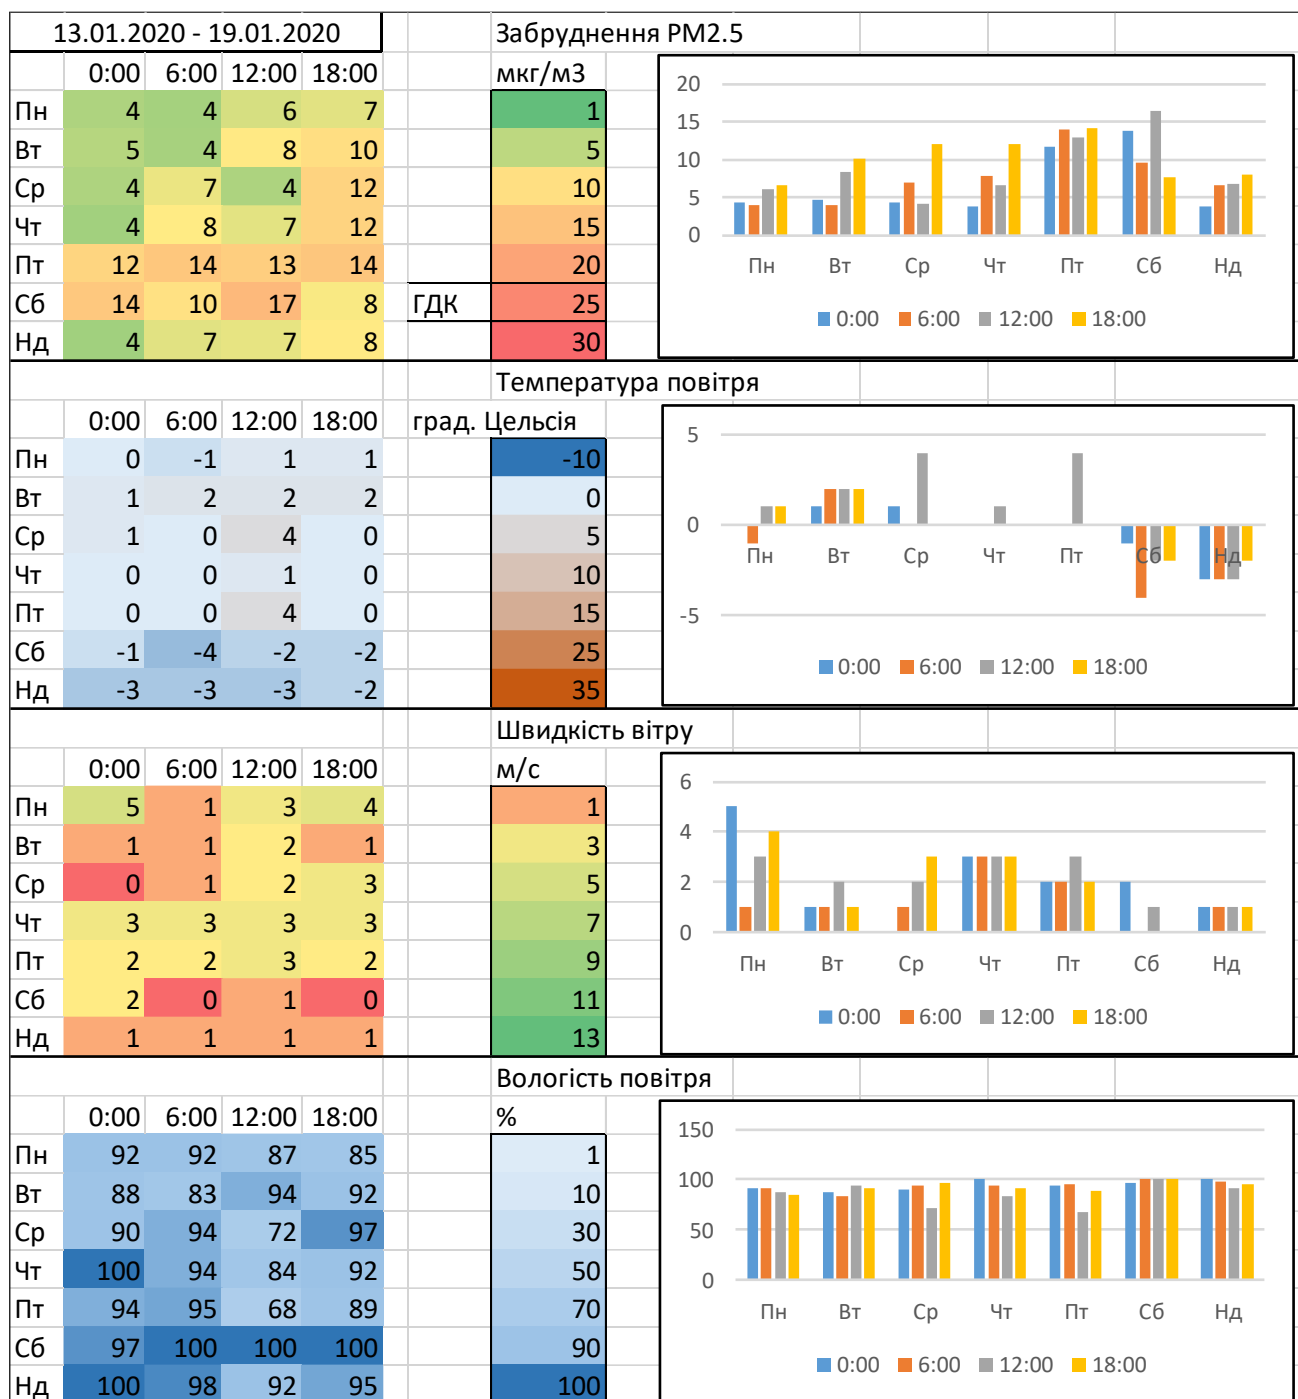 13.01.2020 - 19.01.2020 Забруднення PM2.5
0:00 6:00 12:00 18:00 мкг/м3
Пн 4 4 6 7 1
Вт 5 4 8 10 5
Ср 4 7 4 12 10
Чт 4 8 7 12 15
Пт 12 14 13 14 20
Сб 14 10 17 8 ГДК 25
Нд 4 7 7 8 30
20
15
10
5
0
Пн Вт Ср Чт Пт Сб Нд
0:00 6:00 12:00 18:00
Температура повітря
0:00 6:00 12:00 18:00 град. Цельсія
Пн 0 -1 1 1 -10
Вт 1 2 2 2 0
Ср 1 0 4 0 5
Чт 0 0 1 0 10
Пт 0 0 4 0 15
Сб -1 -4 -2 -2 25
Нд -3 -3 -3 -2 35
5
0
-5
Пн Вт Ср Чт Пт Сб Нд
0:00 6:00 12:00 18:00
Швидкість вітру
0:00 6:00 12:00 18:00 м/с
Пн 5 1 3 4 1
Вт 1 1 2 1 3
Ср 0 1 2 3 5
Чт 3 3 3 3 7
Пт 2 2 3 2 9
Сб 2 0 1 0 11
Нд 1 1 1 1 13
6
4
2
0
Пн Вт Ср Чт Пт Сб Нд
0:00 6:00 12:00 18:00
Вологість повітря
0:00 6:00 12:00 18:00 %
Пн 92 92 87 85 1
Вт 88 83 94 92 10
Ср 90 94 72 97 30
Чт 100 94 84 92 50
Пт 94 95 68 89 70
Сб 97 100 100 100 90
Нд 100 98 92 95 100
150
100
50
0
Пн Вт Ср Чт Пт Сб Нд
0:00 6:00 12:00 18:00